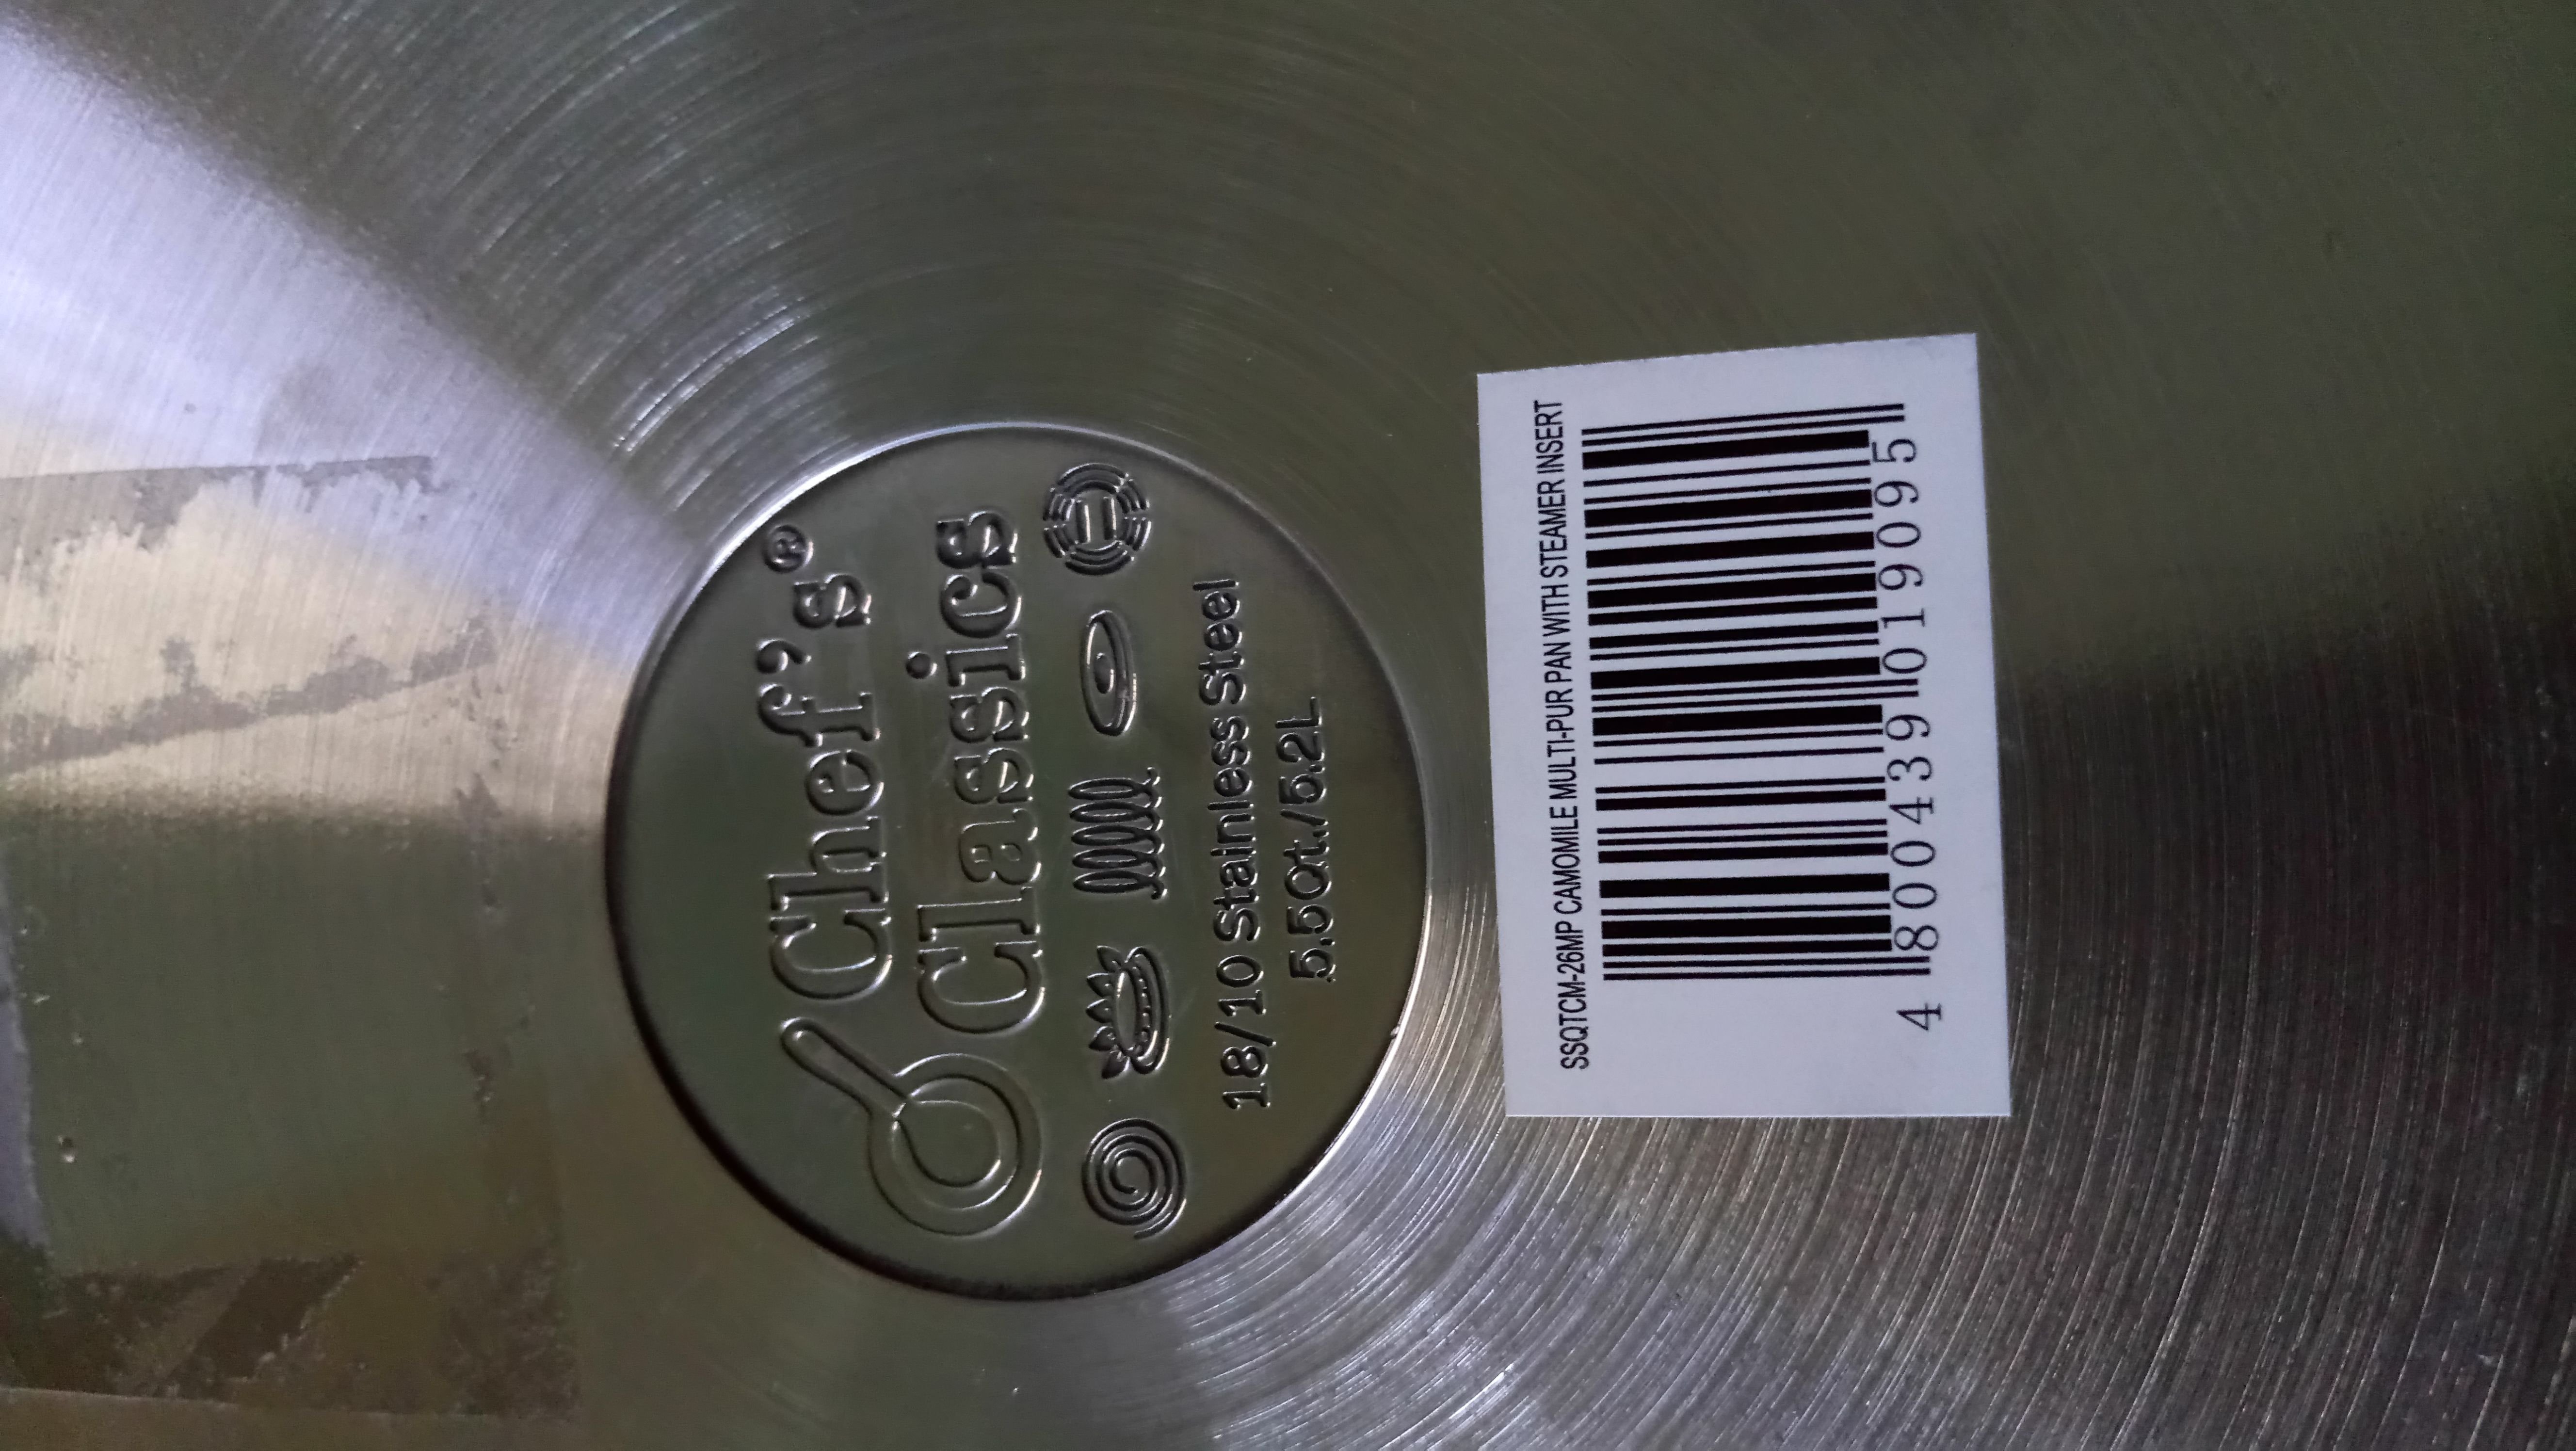 Chef's®
Classics
18/10 Stainless Steel
5.5Qt./5.2L
SSQTCM-26MP CAMOMILE MULTI-PUR PAN WITH STEAMER INSERT
4 800439 019095